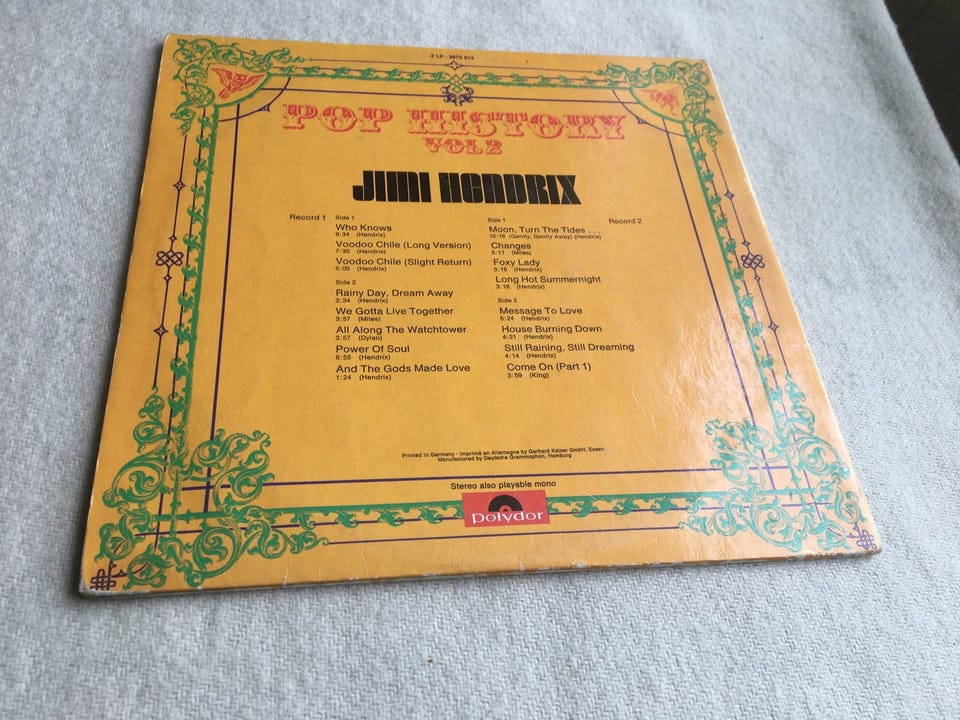 2 LP - 2675 013
POP HISTORY
VOL 2
JIMI HENDRIX
Record 1
Side 1
Who Knows
9:34 (Hendrix)
Voodoo Chile (Long Version)
7:30 (Hendrix)
Voodoo Chile (Slight Return)
5:00 (Hendrix)
Side 2
Rainy Day, Dream Away
3:34 (Hendrix)
We Gotta Live Together
3:57 (Miles)
All Along The Watchtower
3:57 (Dylan)
Power Of Soul
6:55 (Hendrix)
And The Gods Made Love
1:24 (Hendrix)
Record 2
Side 1
Moon, Turn The Tides . . .
10:16 (Gently, Gently Away) (Hendrix)
Changes
5:11 (Miles)
Foxy Lady
3:18 (Hendrix)
Long Hot Summernight
3:18 (Hendrix)
Side 2
Message To Love
5:24 (Hendrix)
House Burning Down
4:21 (Hendrix)
Still Raining, Still Dreaming
4:14 (Hendrix)
Come On (Part 1)
3:59 (King)
Printed in Germany - Imprimé en Allemagne by Gerhard Kaiser GmbH, Essen
Manufactured by Deutsche Grammophon, Hamburg
Stereo also playable mono
polydor